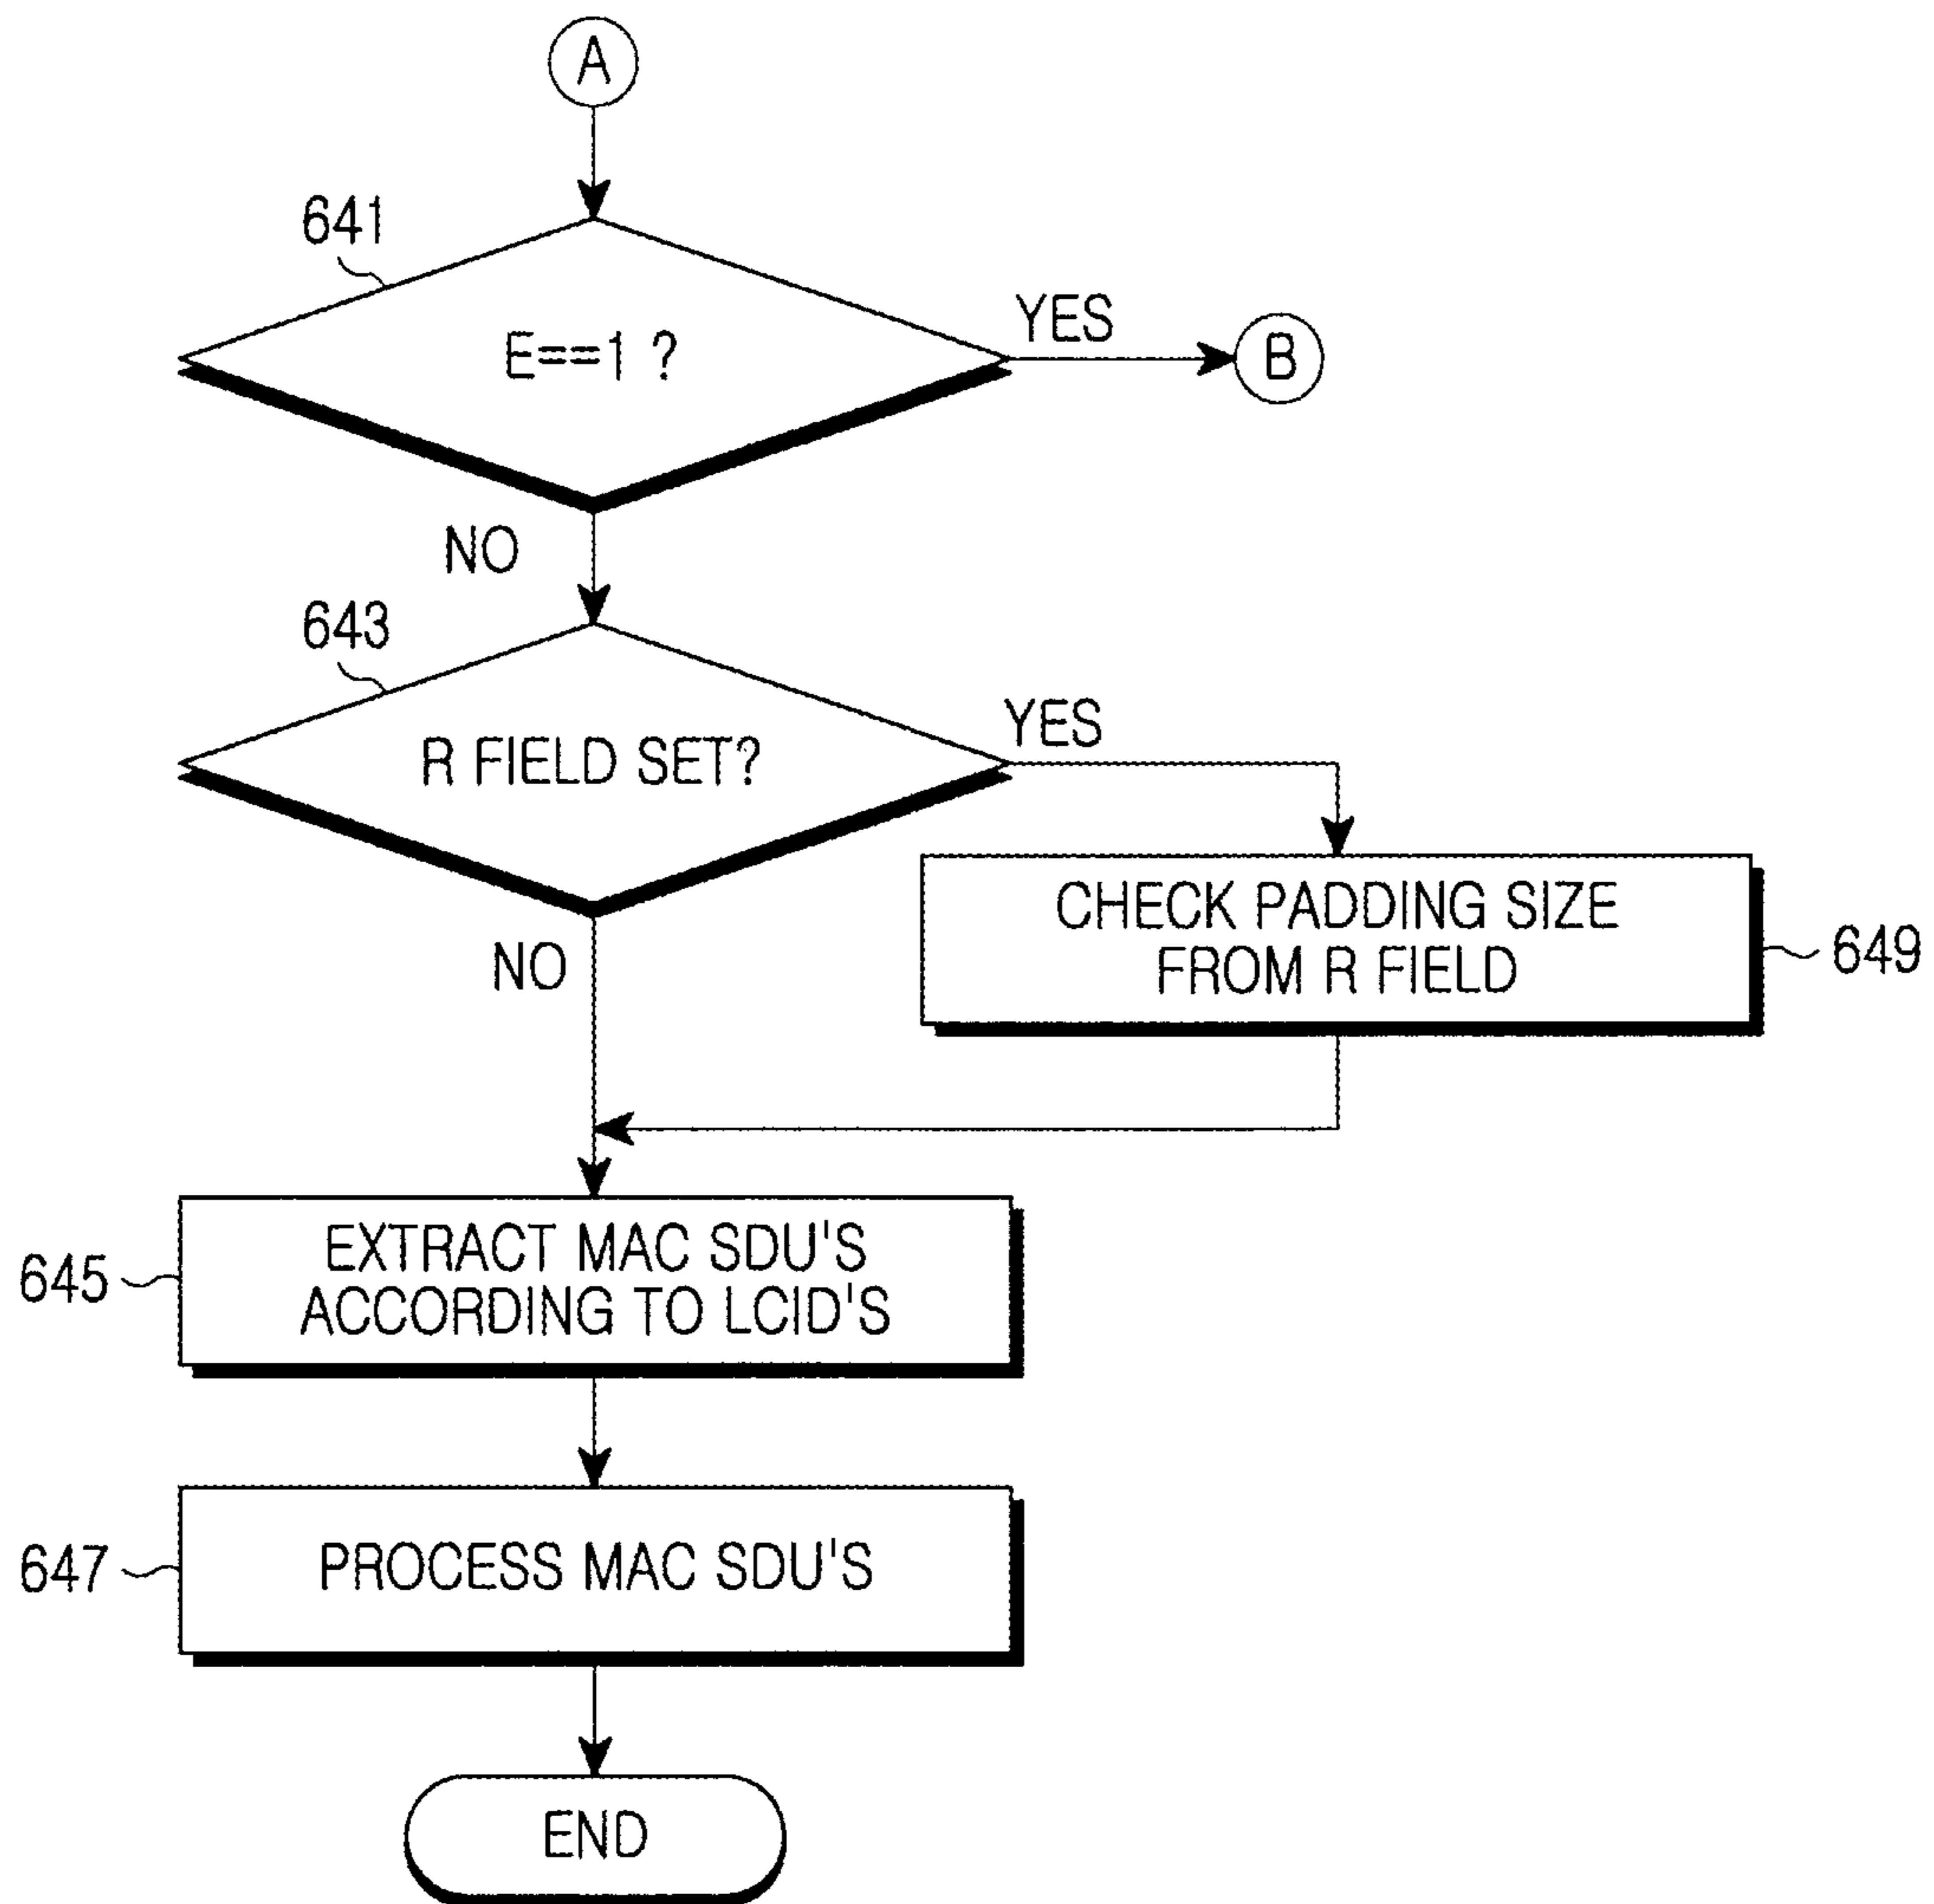 A
641
E==1 ?
YES
B
NO
643
R FIELD SET?
YES
CHECK PADDING SIZE
FROM R FIELD
649
NO
EXTRACT MAC SDU'S
ACCORDING TO LCID'S
645
PROCESS MAC SDU'S
647
END